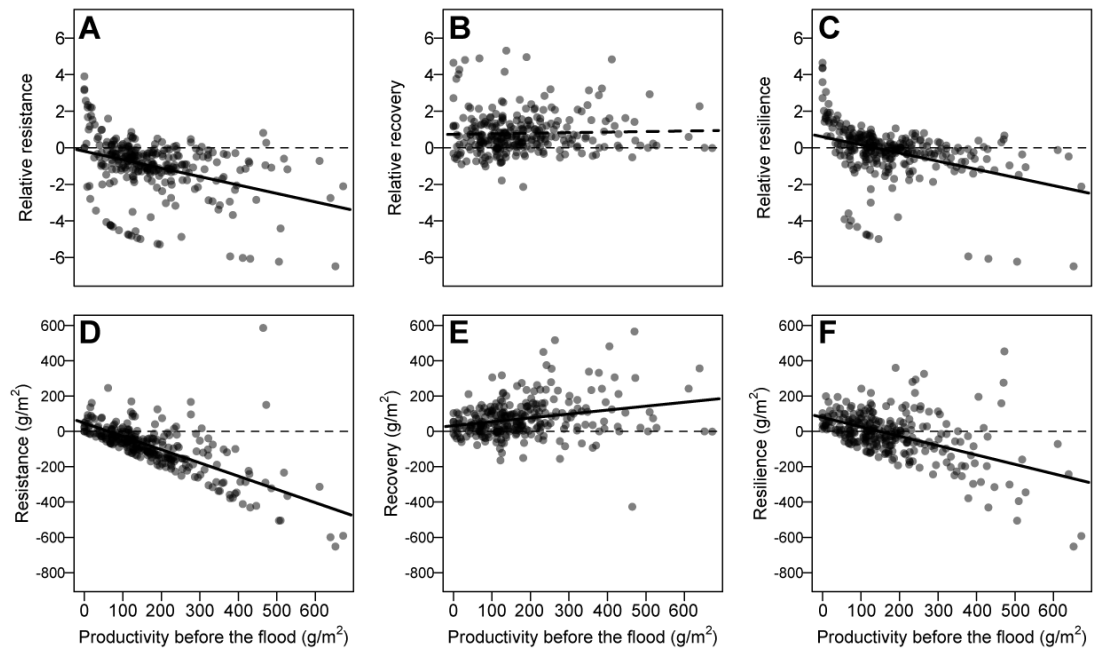 A
B
C
Relative resistance
6
4
2
0
-2
-4
-6
Relative recovery
6
4
2
0
-2
-4
-6
Relative resilience
6
4
2
0
-2
-4
-6
D
E
F
Resistance (g/m²)
600
400
200
0
-200
-400
-600
-800
Recovery (g/m²)
600
400
200
0
-200
-400
-600
-800
Resilience (g/m²)
600
400
200
0
-200
-400
-600
-800
0 100 200 300 400 500 600
0 100 200 300 400 500 600
0 100 200 300 400 500 600
Productivity before the flood (g/m²)
Productivity before the flood (g/m²)
Productivity before the flood (g/m²)